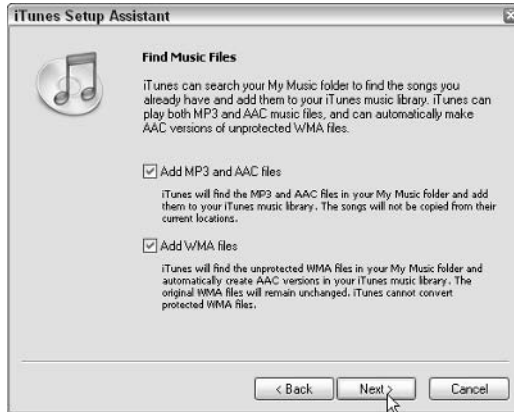 iTunes Setup Assistant
Find Music Files
iTunes can search your My Music folder to find the songs you
already have and add them to your iTunes music library. iTunes can
play both MP3 and AAC music files, and can automatically make
AAC versions of unprotected WMA files.
Add MP3 and AAC files
iTunes will find the MP3 and AAC files in your My Music folder and add
them to your iTunes music library. The songs will not be copied from their
current locations.
Add WMA files
iTunes will find the unprotected WMA files in your My Music folder and
automatically create AAC versions in your iTunes music library. The
original WMA files will remain unchanged. iTunes cannot convert
protected WMA files.
< Back Next > Cancel